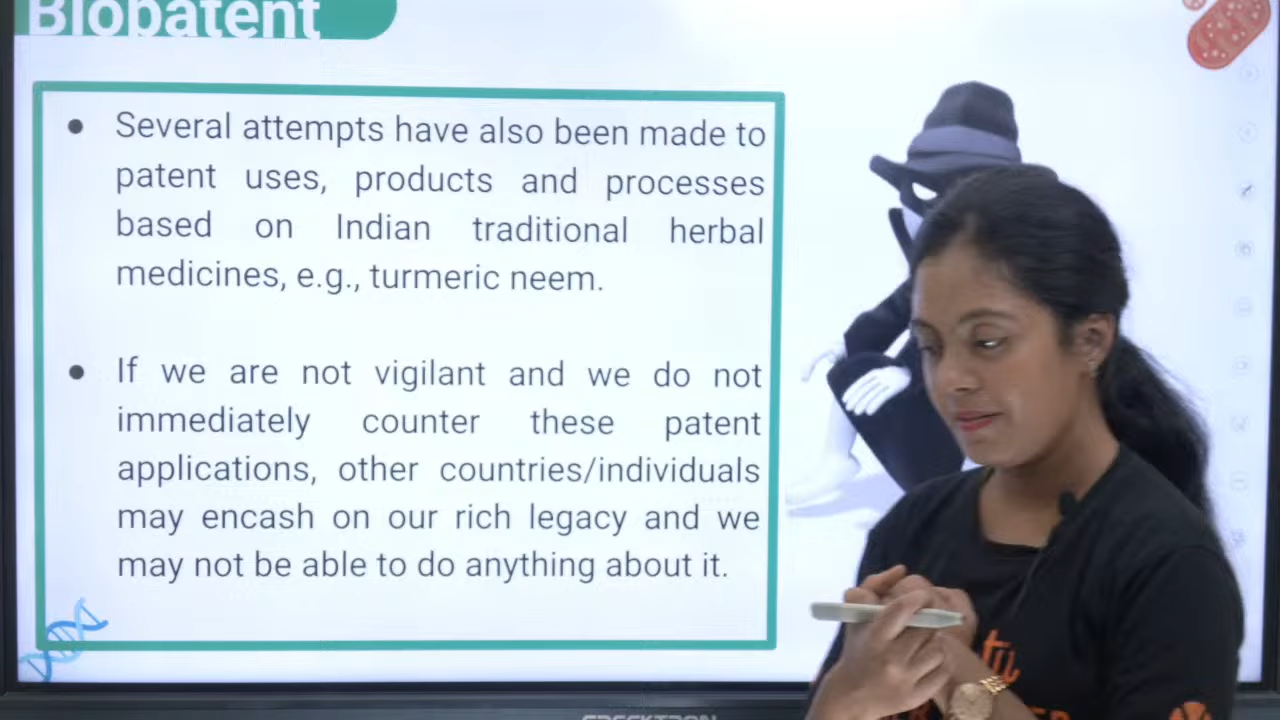 Biopatent
• Several attempts have also been made to
patent uses, products and processes
based on Indian traditional herbal
medicines, e.g., turmeric neem.
• If we are not vigilant and we do not
immediately counter these patent
applications, other countries/individuals
may encash on our rich legacy and we
may not be able to do anything about it.